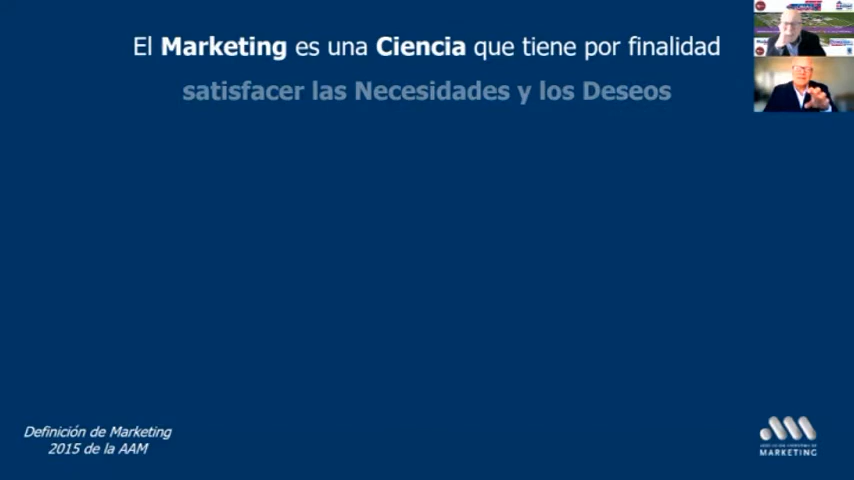 El Marketing es una Ciencia que tiene por finalidad
satisfacer las Necesidades y los Deseos
Definición de Marketing
2015 de la AAM
MARKETING